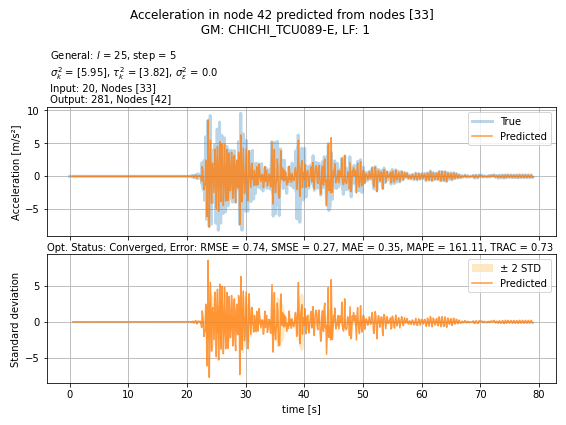 Acceleration in node 42 predicted from nodes [33]
GM: CHICHI_TCU089-E, LF: 1
General: l = 25, step = 5
σ²ₖ = [5.95], τ²ₖ = [3.82], σ²ε = 0.0
Input: 20, Nodes [33]
Output: 281, Nodes [42]
10
5
0
−5
Acceleration [m/s²]
True
Predicted
Opt. Status: Converged, Error: RMSE = 0.74, SMSE = 0.27, MAE = 0.35, MAPE = 161.11, TRAC = 0.73
5
0
−5
Standard deviation
± 2 STD
Predicted
0 10 20 30 40 50 60 70 80
time [s]